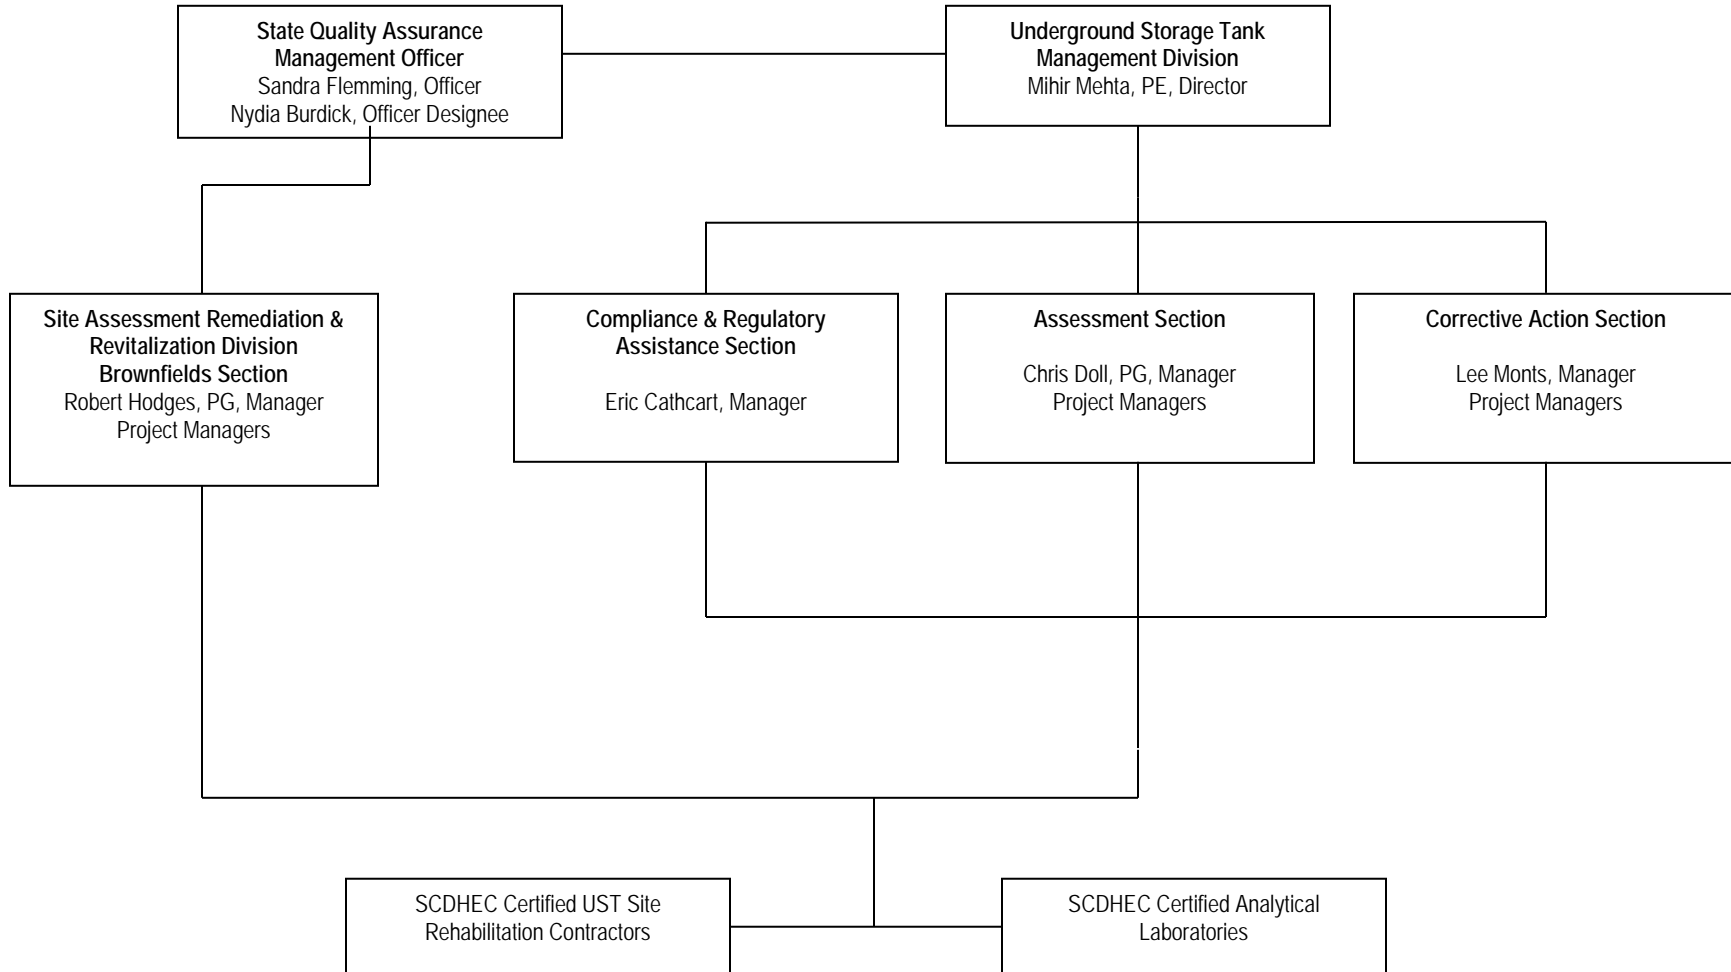 State Quality Assurance
Management Officer
Sandra Flemming, Officer
Nydia Burdick, Officer Designee
Underground Storage Tank
Management Division
Mihir Mehta, PE, Director
Site Assessment Remediation &
Revitalization Division
Brownfields Section
Robert Hodges, PG, Manager
Project Managers
Compliance & Regulatory
Assistance Section
Eric Cathcart, Manager
Assessment Section
Chris Doll, PG, Manager
Project Managers
Corrective Action Section
Lee Monts, Manager
Project Managers
SCDHEC Certified UST Site
Rehabilitation Contractors
SCDHEC Certified Analytical
Laboratories